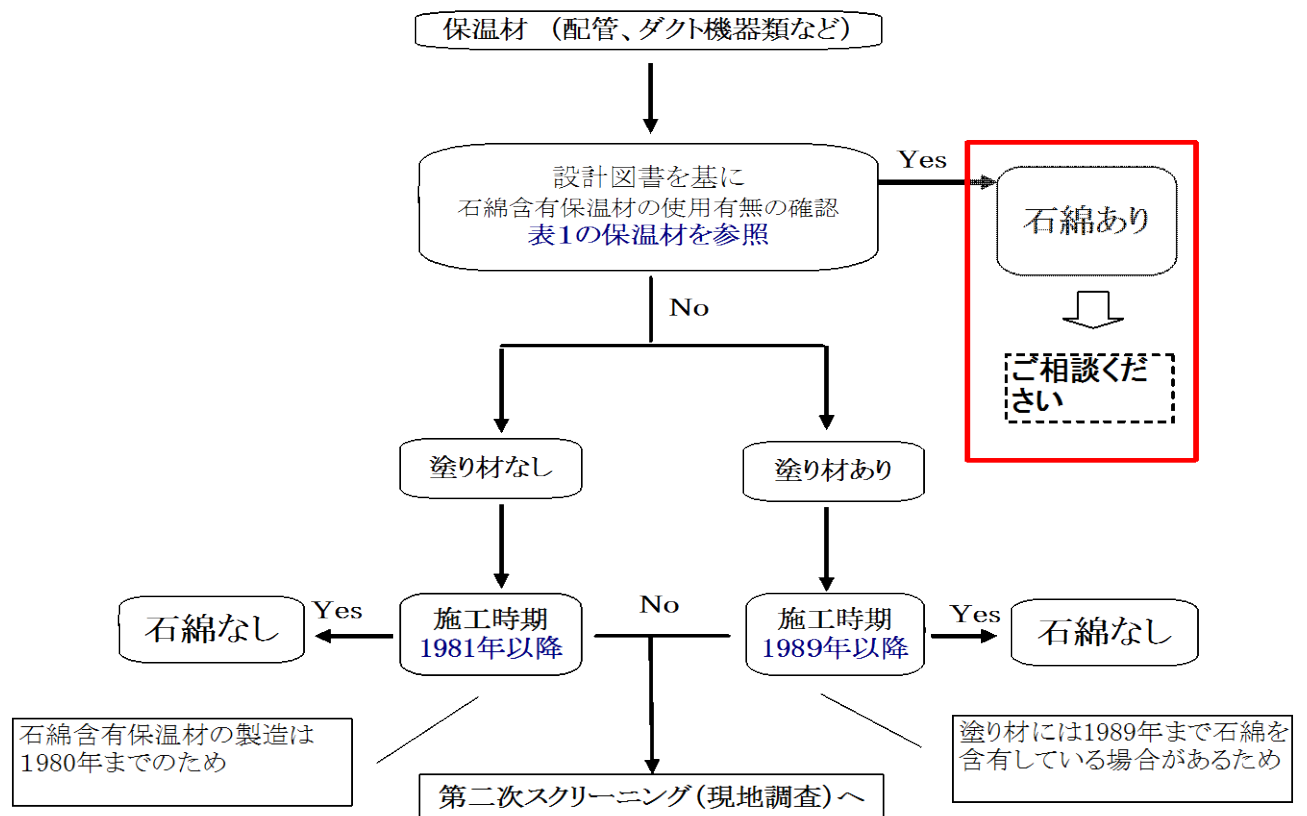 保温材　（配管、ダクト機器類など）
設計図書を基に
石綿含有保温材の使用有無の確認
表１の保温材を参照
Yes
石綿あり
ご相談くだ
さい
No
塗り材なし
塗り材あり
石綿なし
Yes
施工時期
1981年以降
No
施工時期
1989年以降
Yes
石綿なし
石綿含有保温材の製造は
1980年までのため
塗り材には1989年まで石綿を
含有している場合があるため
第二次スクリーニング（現地調査）へ